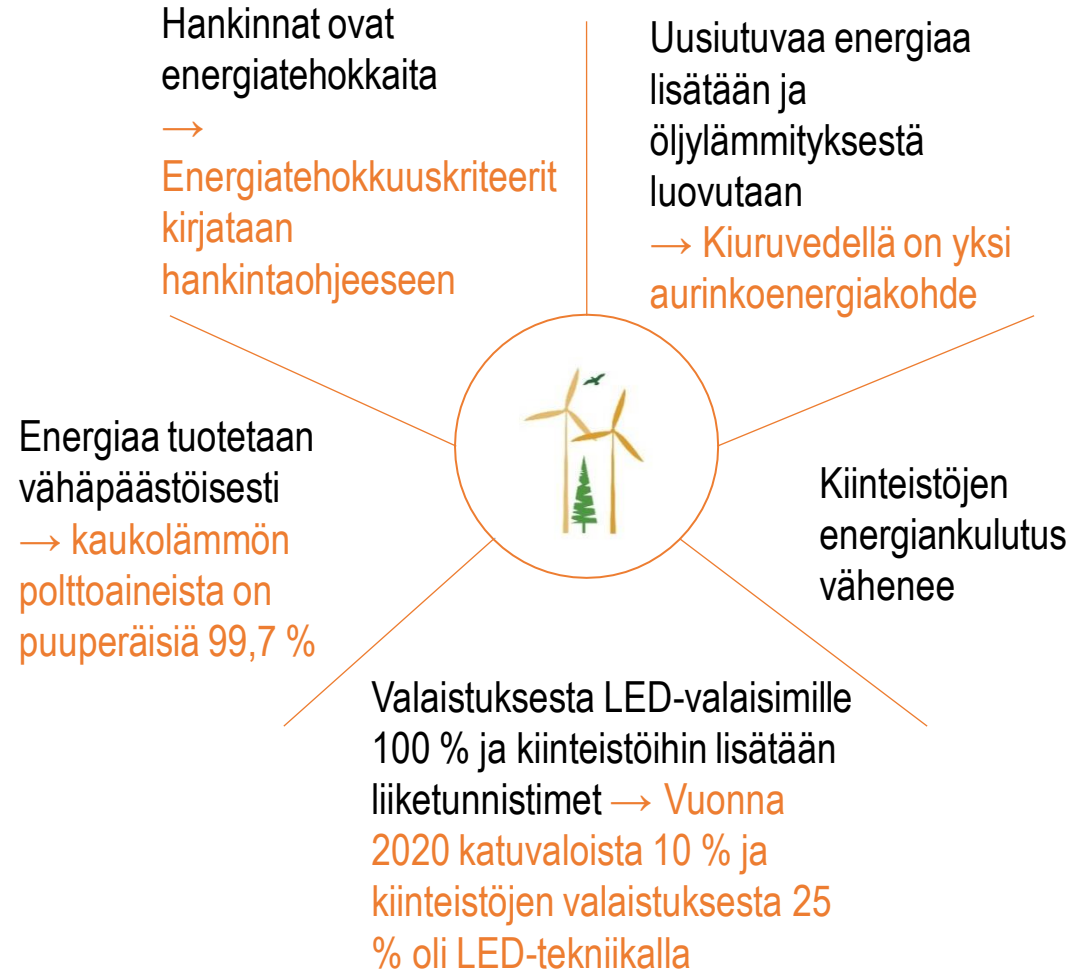 Hankinnat ovat
energiatehokkaita
→
Energiatehokkuuskriteerit
kirjataan
hankintaohjeeseen
Uusiutuvaa energiaa
lisätään ja
öljylämmityksestä
luovutaan
→ Kiuruvedellä on yksi
aurinkoenergiakohde
Energiaa tuotetaan
vähäpäästöisesti
→ kaukolämmön
polttoaineista on
puuperäisiä 99,7 %
Kiinteistöjen
energiankulutus
vähenee
Valaistuksesta LED-valaisimille
100 % ja kiinteistöihin lisätään
liiketunnistimet → Vuonna
2020 katuvaloista 10 % ja
kiinteistöjen valaistuksesta 25
% oli LED-tekniikalla